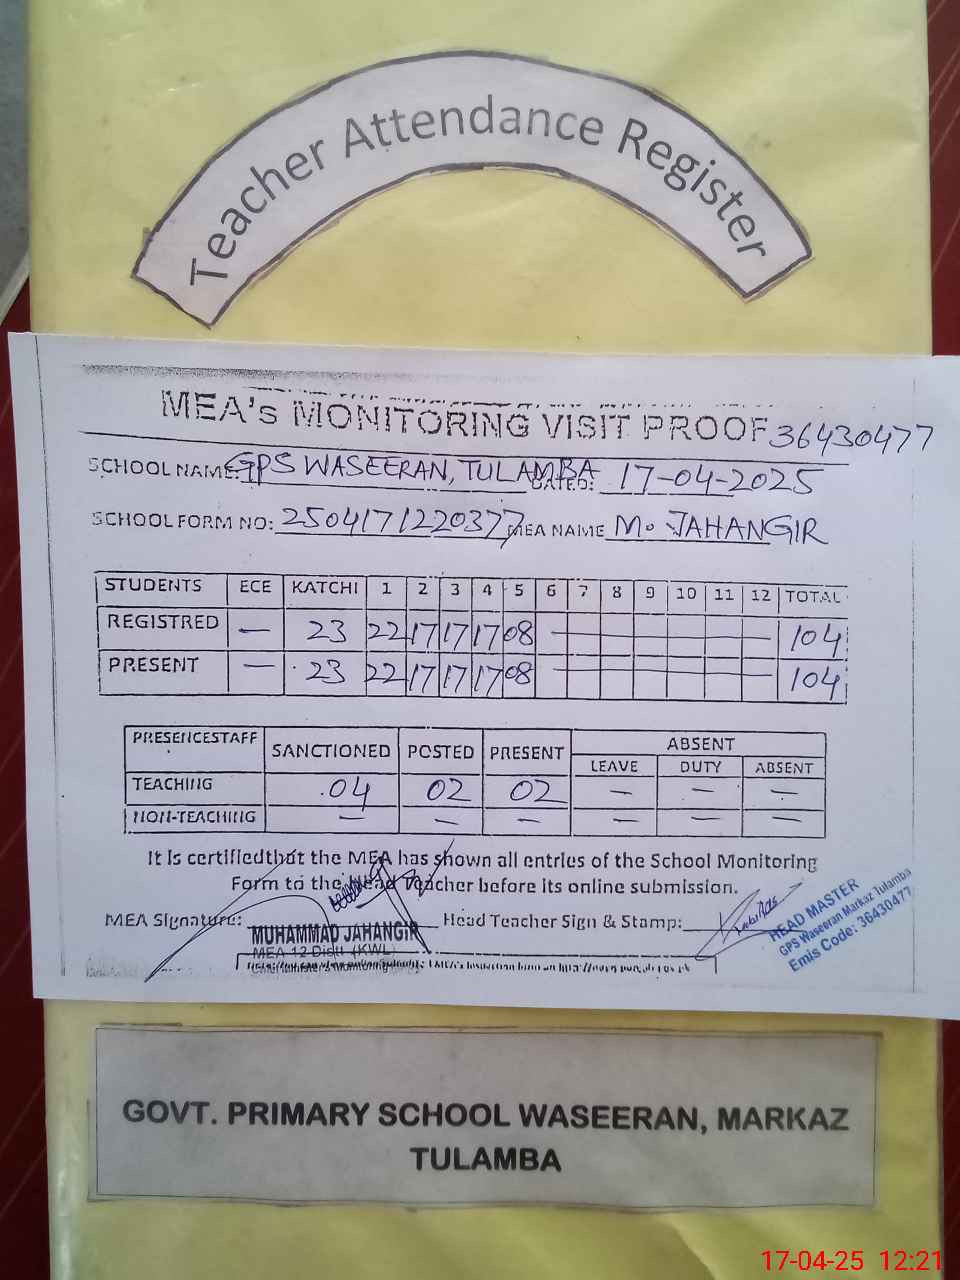 Teacher Attendance Register
MEA's MONITORING VISIT PROOF 36430477
SCHOOL NAME: GPS WASEERAN, TULAMBA DATED: 17-04-2025
SCHOOL FORM NO: 2504171220377 MEA NAME M. JAHANGIR
STUDENTS ECE KATCHI 1 2 3 4 5 6 7 8 9 10 11 12 TOTAL
REGISTRED — 23 22 17 17 17 08 — 104
PRESENT — 23 22 17 17 17 08 — 104
PRESENCESTAFF SANCTIONED POSTED PRESENT ABSENT
LEAVE DUTY ABSENT
TEACHING 04 02 02 — — —
NON-TEACHING — — — — — —
It is certifiedthat the MEA has shown all entries of the School Monitoring
Form to the Head Teacher before its online submission.
MEA Signature: Head Teacher Sign & Stamp:
MUHAMMAD JAHANGIR
MEA 12 Distt (KWL)
HEAD MASTER
GPS Waseeran Markaz Tulamba
Emis Code: 36430477
GOVT. PRIMARY SCHOOL WASEERAN, MARKAZ
TULAMBA
17-04-25 12:21